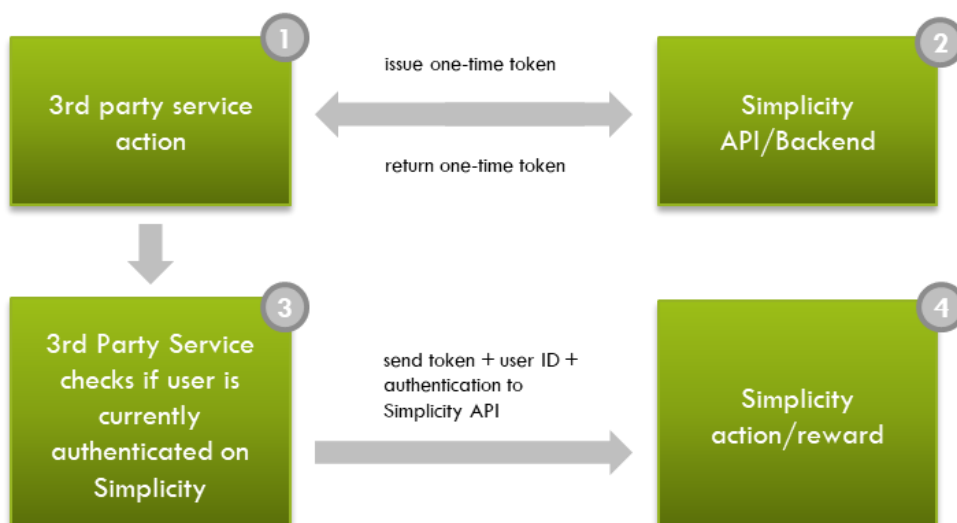 1
3rd party service
action
issue one-time token
return one-time token
2
Simplicity
API/Backend
3
3rd Party Service
checks if user is
currently
authenticated on
Simplicity
send token + user ID +
authentication to
Simplicity API
4
Simplicity
action/reward